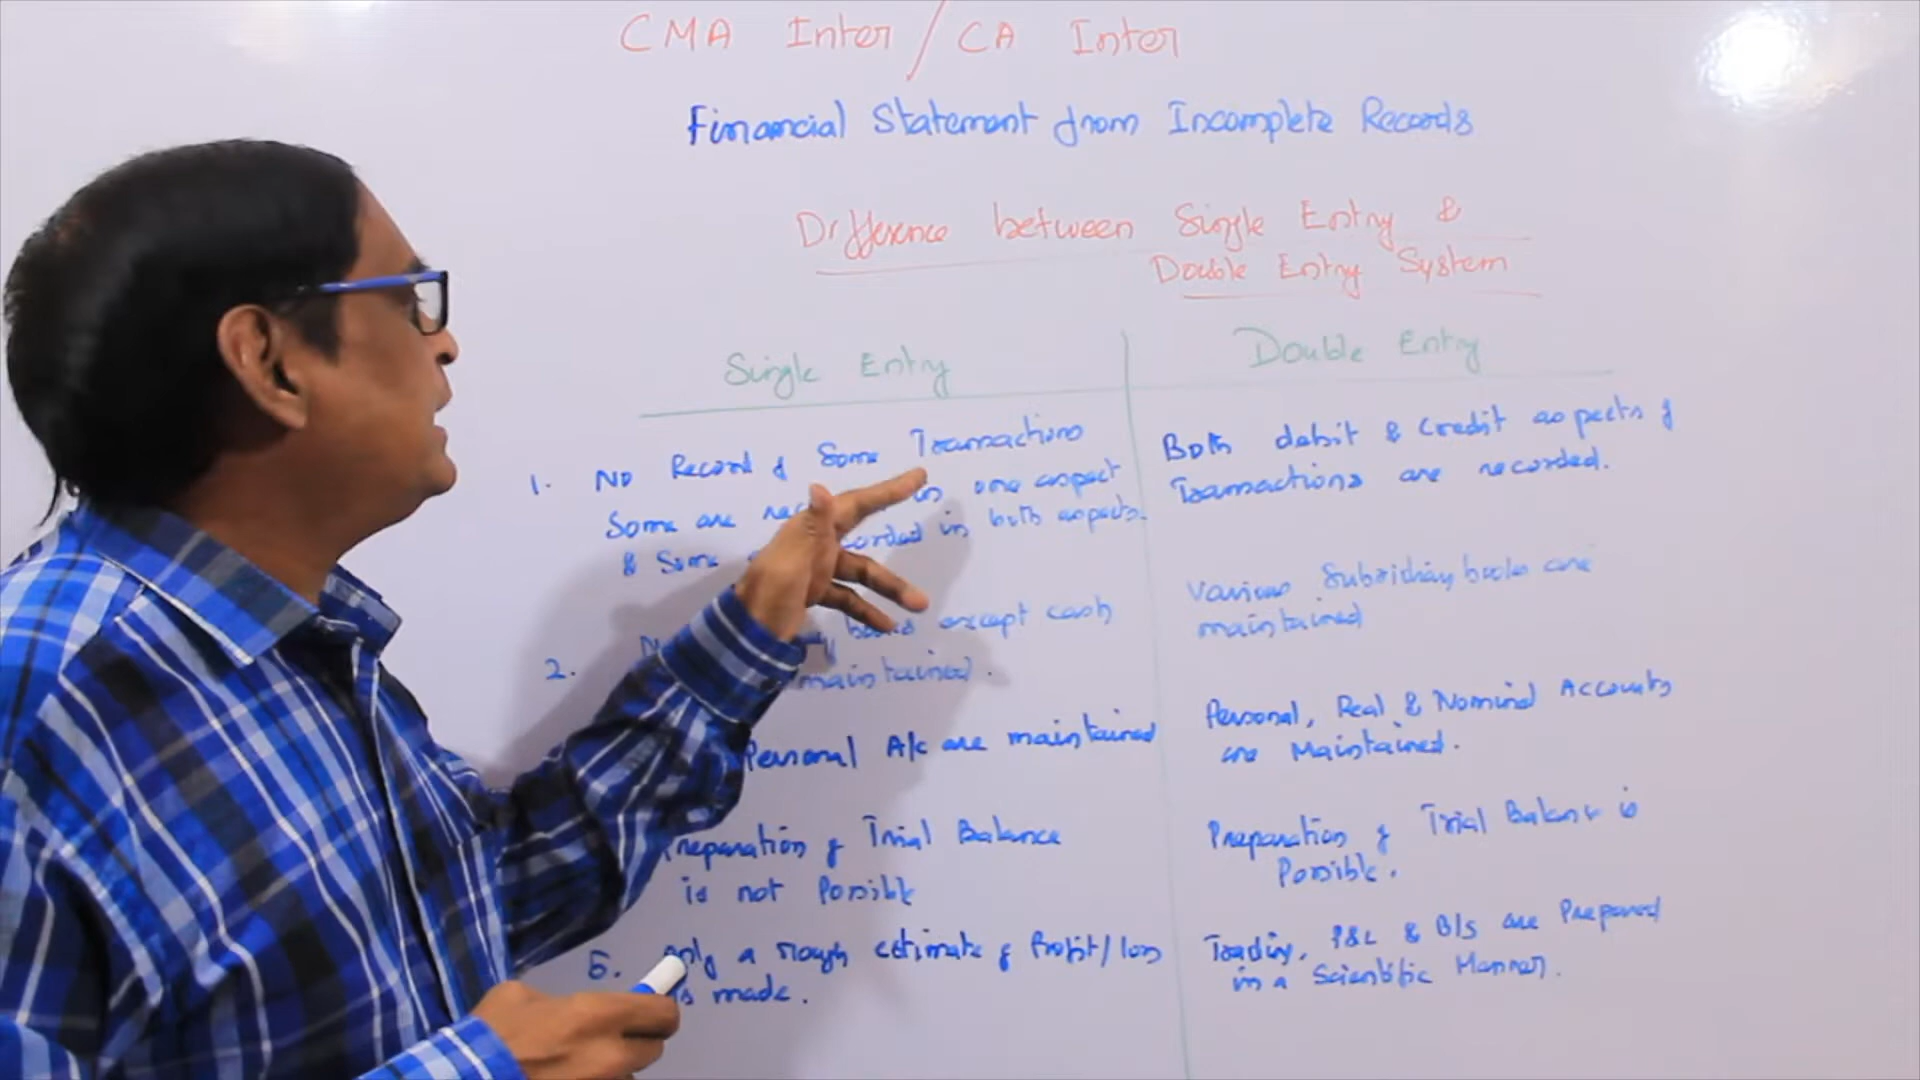 CMA Inter / CA Inter
Financial Statement from Incomplete Records
Difference between Single Entry &
Double Entry System
Single Entry
Double Entry
1. No Record of Some Transactions
Some are in one aspect
& Some in both aspects.
Both debit & Credit aspects of
Transactions are recorded.
2. books except cash
maintained.
Various Subsidiary books are
maintained
Personal A/c are maintained
Personal, Real & Nominal Accounts
are Maintained.
Preparation of Trial Balance
is not Possible
Preparation of Trial Balance is
Possible.
5. Only a rough estimate of Profit/loss
is made.
Trading, P&L & B/S are Prepared
in a Scientific Manner.